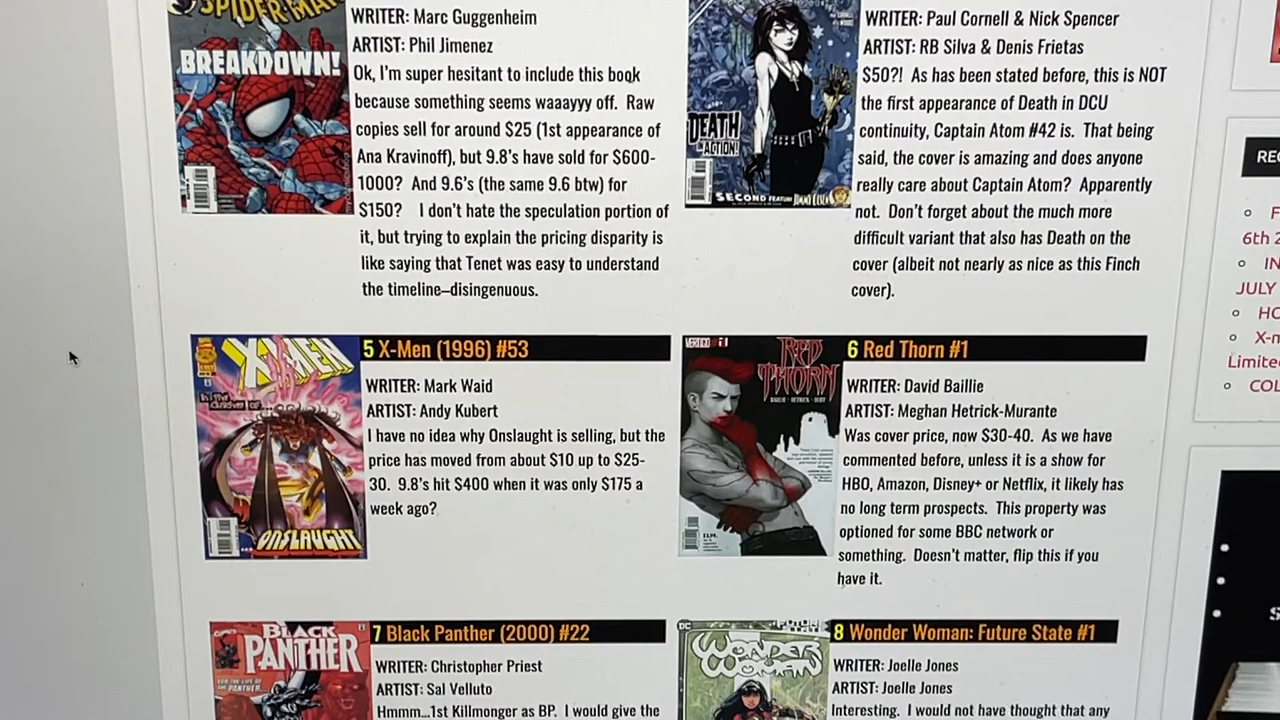 SPIDER-MAN
BREAKDOWN!
WRITER: Marc Guggenheim
ARTIST: Phil Jimenez
Ok, I'm super hesitant to include this book
because something seems waaayyy off. Raw
copies sell for around $25 (1st appearance of
Ana Kravinoff), but 9.8's have sold for $600-
1000? And 9.6's (the same 9.6 btw) for
$150? I don't hate the speculation portion of
it, but trying to explain the pricing disparity is
like saying that Tenet was easy to understand
the timeline—disingenuous.
DEATH
IN ACTION!
SECOND FEATURE JIMMY OLSEN
WRITER: Paul Cornell & Nick Spencer
ARTIST: RB Silva & Denis Frietas
$50?! As has been stated before, this is NOT
the first appearance of Death in DCU
continuity, Captain Atom #42 is. That being
said, the cover is amazing and does anyone
really care about Captain Atom? Apparently
not. Don't forget about the much more
difficult variant that also has Death on the
cover (albeit not nearly as nice as this Finch
cover).
X-MEN
ONSLAUGHT
5 X-Men (1996) #53
WRITER: Mark Waid
ARTIST: Andy Kubert
I have no idea why Onslaught is selling, but the
price has moved from about $10 up to $25-
30. 9.8's hit $400 when it was only $175 a
week ago?
VERTIGO #1
RED
THORN
6 Red Thorn #1
WRITER: David Baillie
ARTIST: Meghan Hetrick-Murante
Was cover price, now $30-40. As we have
commented before, unless it is a show for
HBO, Amazon, Disney+ or Netflix, it likely has
no long term prospects. This property was
optioned for some BBC network or
something. Doesn't matter, flip this if you
have it.
BLACK
PANTHER
7 Black Panther (2000) #22
WRITER: Christopher Priest
ARTIST: Sal Velluto
Hmmm...1st Killmonger as BP. I would give the
DC
WONDER
WOMAN
8 Wonder Woman: Future State #1
WRITER: Joelle Jones
ARTIST: Joelle Jones
Interesting. I would not have thought that any
REC
F
6th 2
IN
JULY
HO
X-m
Limite
COL
S